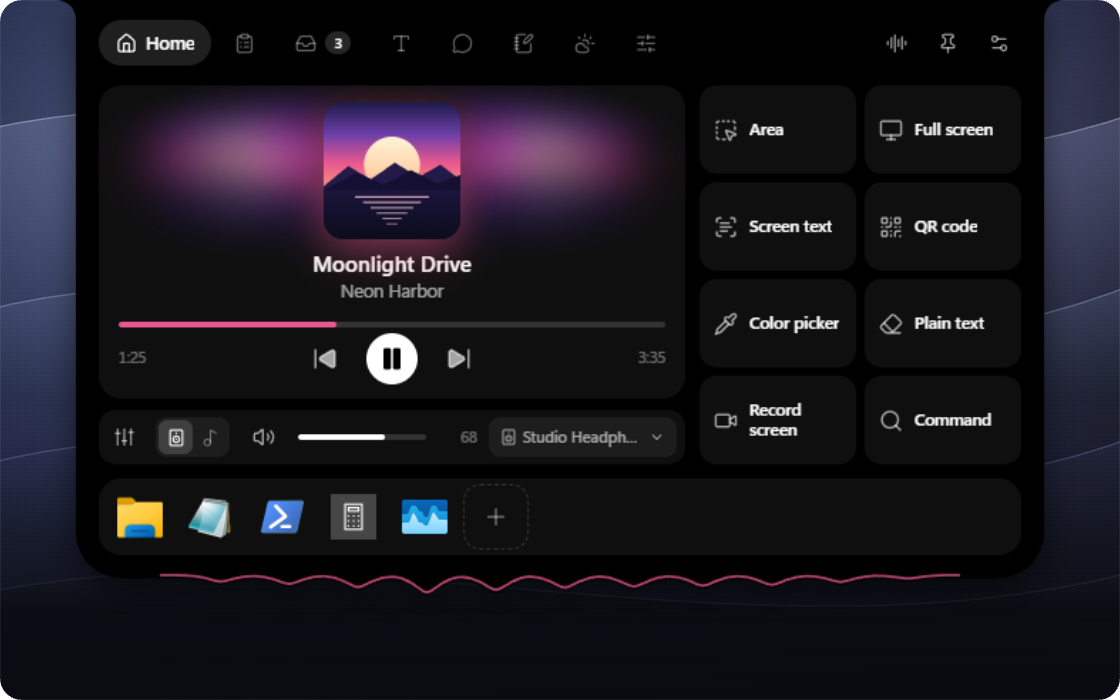 Home
3
Moonlight Drive
Neon Harbor
1:25
3:35
68
Studio Headph...
Area
Full screen
Screen text
QR code
Color picker
Plain text
Record
screen
Command